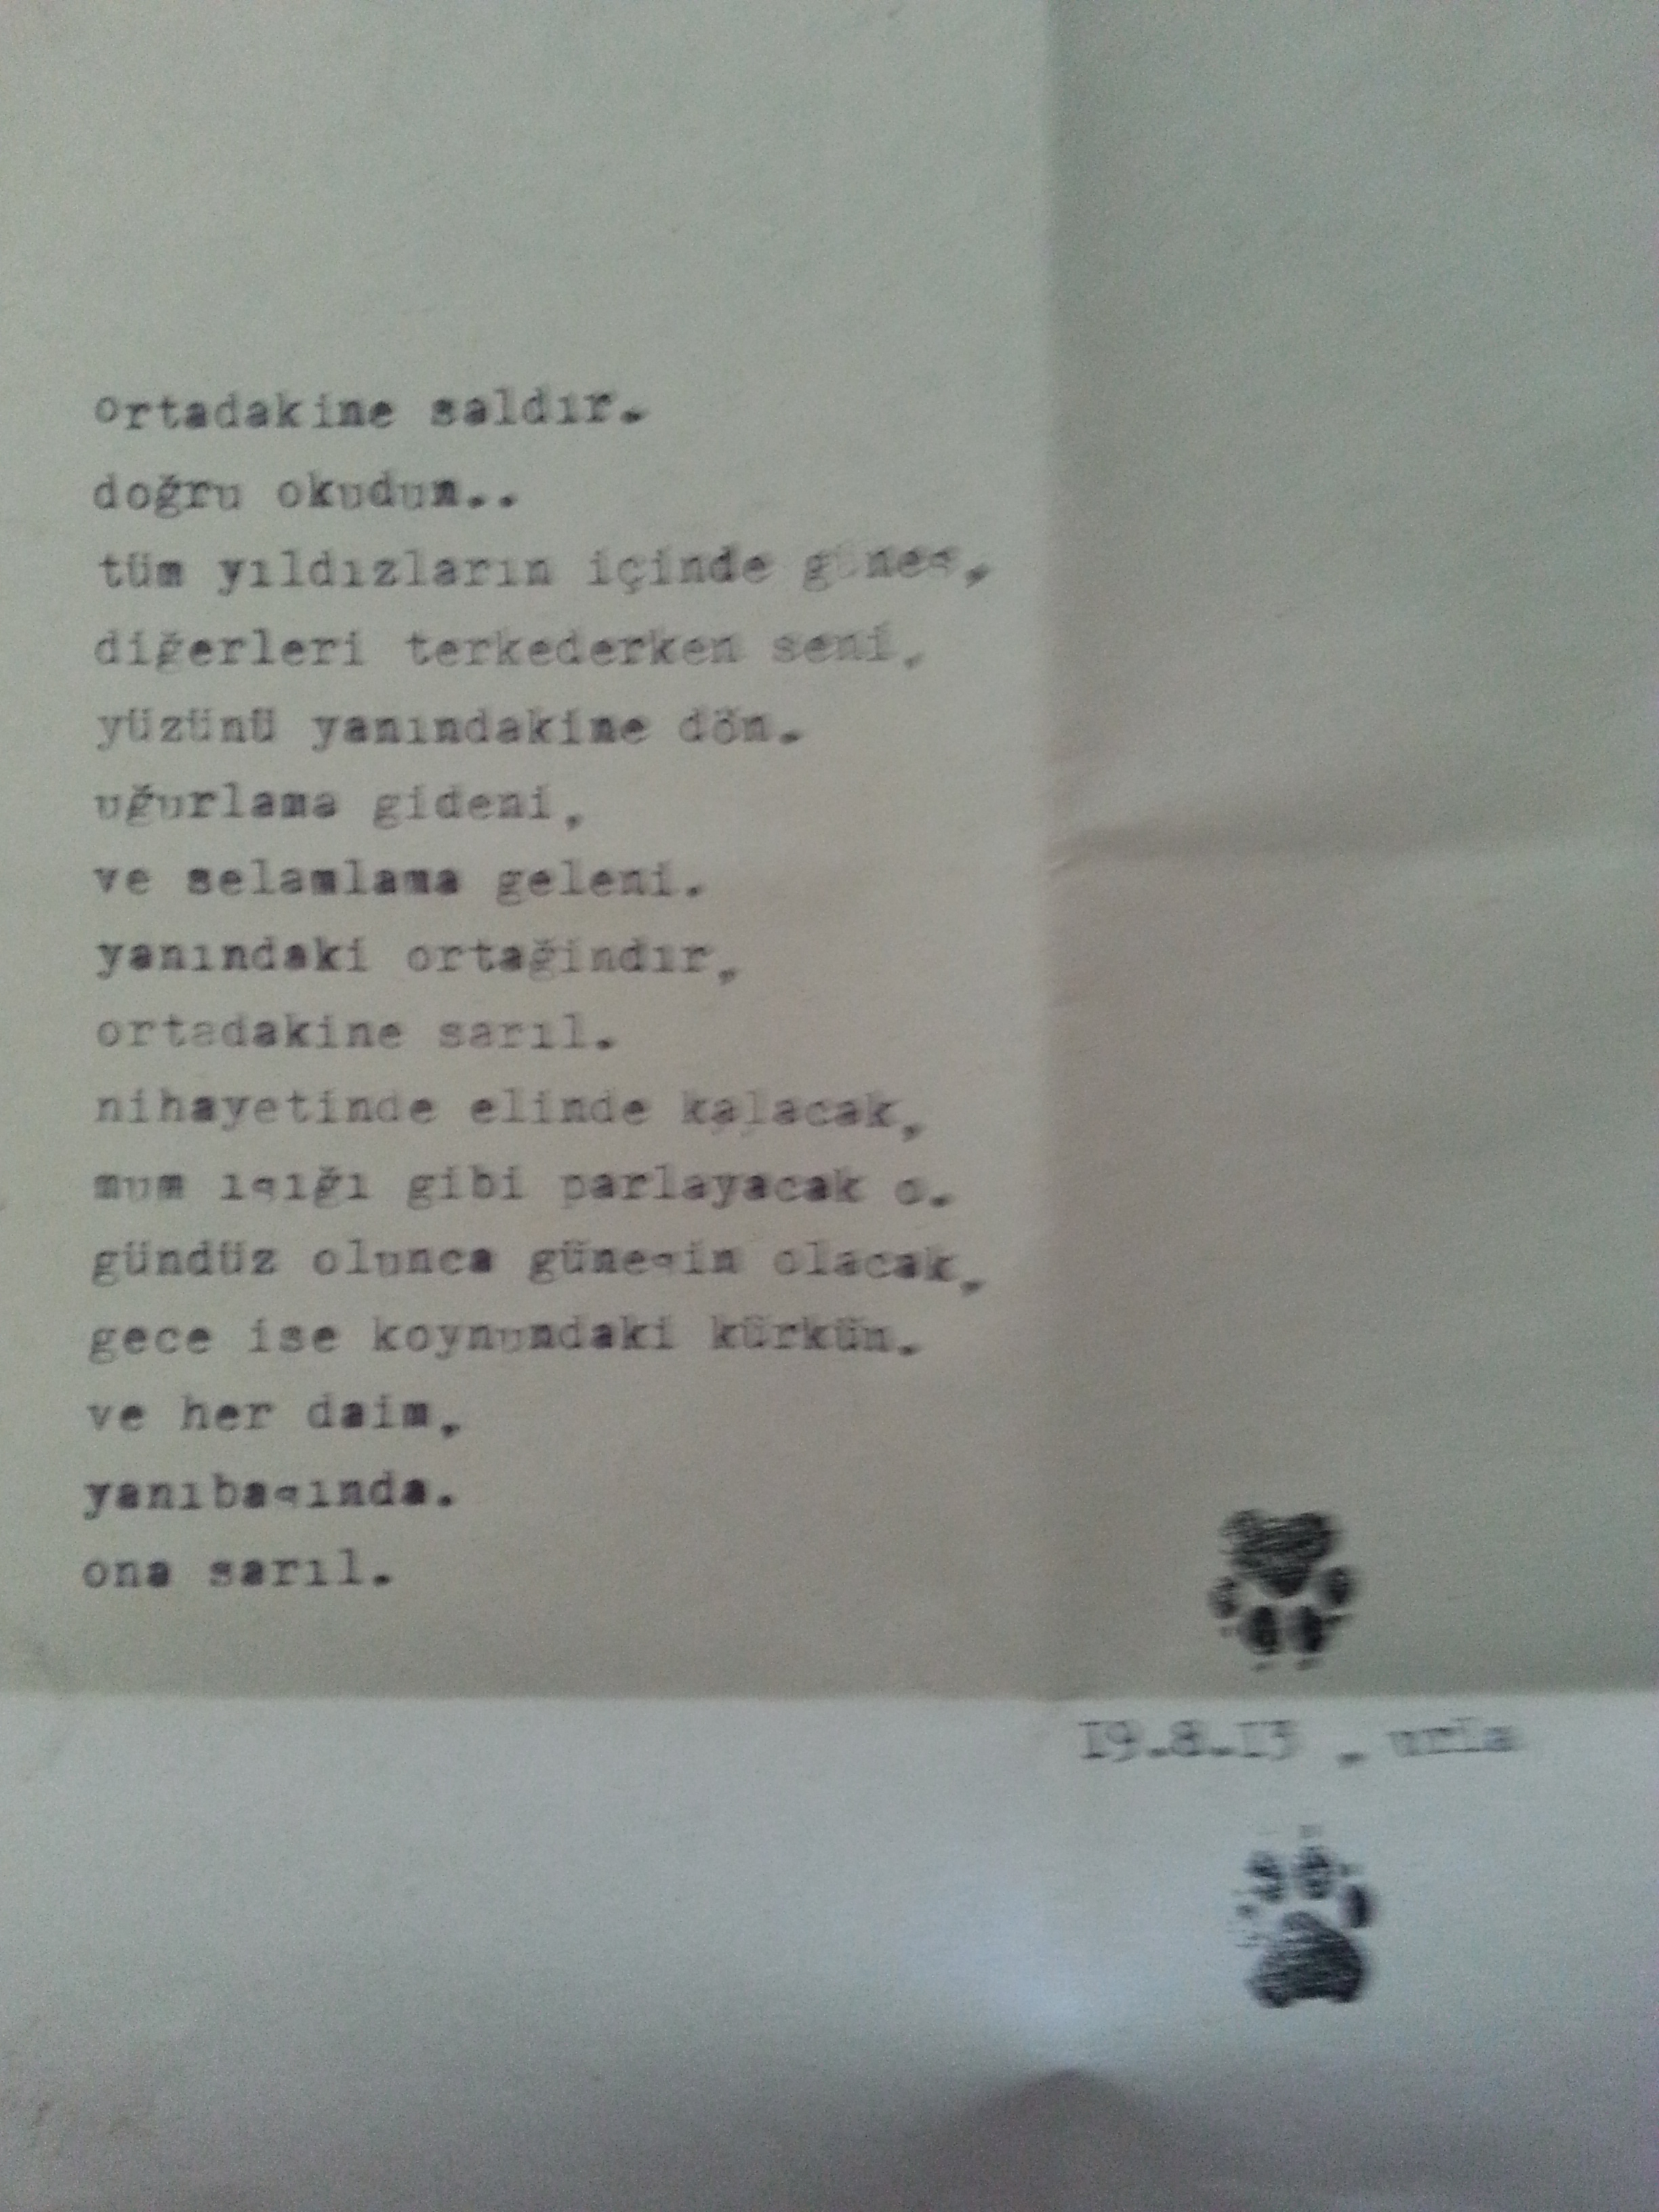 ortadakine saldır.
doğru okudun..
tüm yıldızların içinde güneş,
diğerleri terkederken seni,
yüzünü yanındakine dön.
uğurlama gideni,
ve selamlama geleni.
yanındaki ortağindır,
ortadakine sarıl.
nihayetinde elinde kalacak,
mum ışığı gibi parlayacak o.
gündüz olunca güneşin olacak,
gece ise koynundaki kürkün.
ve her daim,
yanıbaşında.
ona sarıl.
19.8.13 , urla